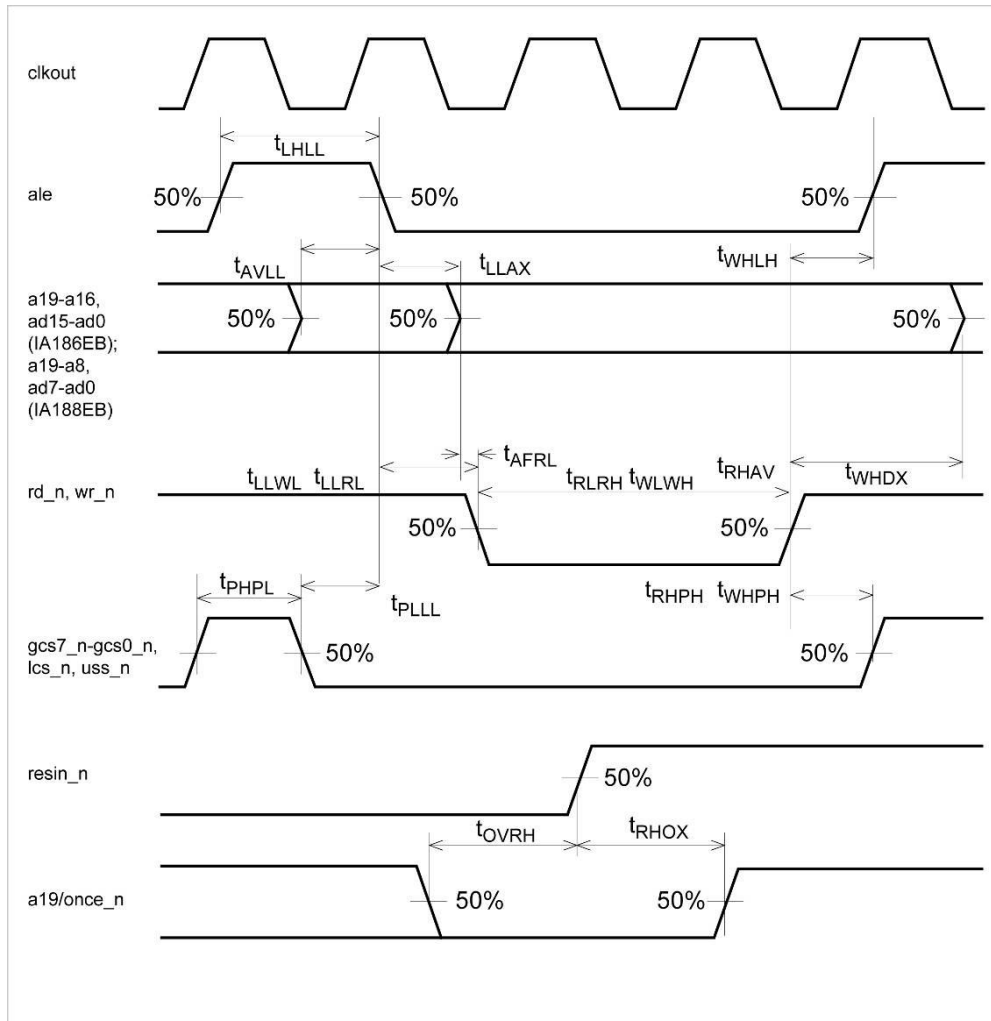 clkout
tLHLL
ale
50% 50% 50%
tAVLL tLLAX tWHLH
a19-a16,
ad15-ad0
(IA186EB);
a19-a8,
ad7-ad0
(IA188EB)
50% 50% 50%
tAFRL
tLLWL tLLRL tRLRH tWLWH tRHAV tWHDX
rd_n, wr_n
50% 50%
tPHPL tPLLL tRHPH tWHPH
gcs7_n-gcs0_n,
lcs_n, uss_n
50% 50%
resin_n
50%
tOVRH tRHOX
a19/once_n
50% 50%